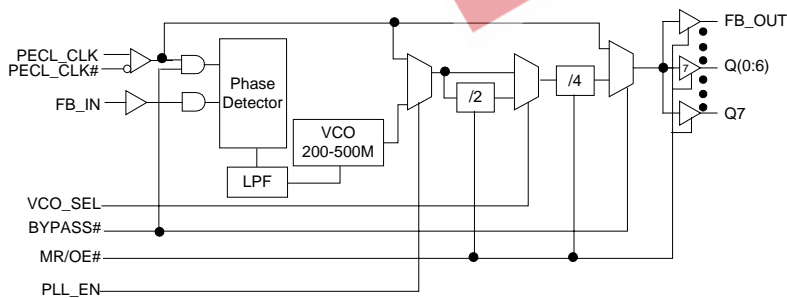 PECL_CLK
PECL_CLK#
FB_IN
Phase
Detector
LPF
VCO
200-500M
/2
/4
FB_OUT
7
Q(0:6)
Q7
VCO_SEL
BYPASS#
MR/OE#
PLL_EN